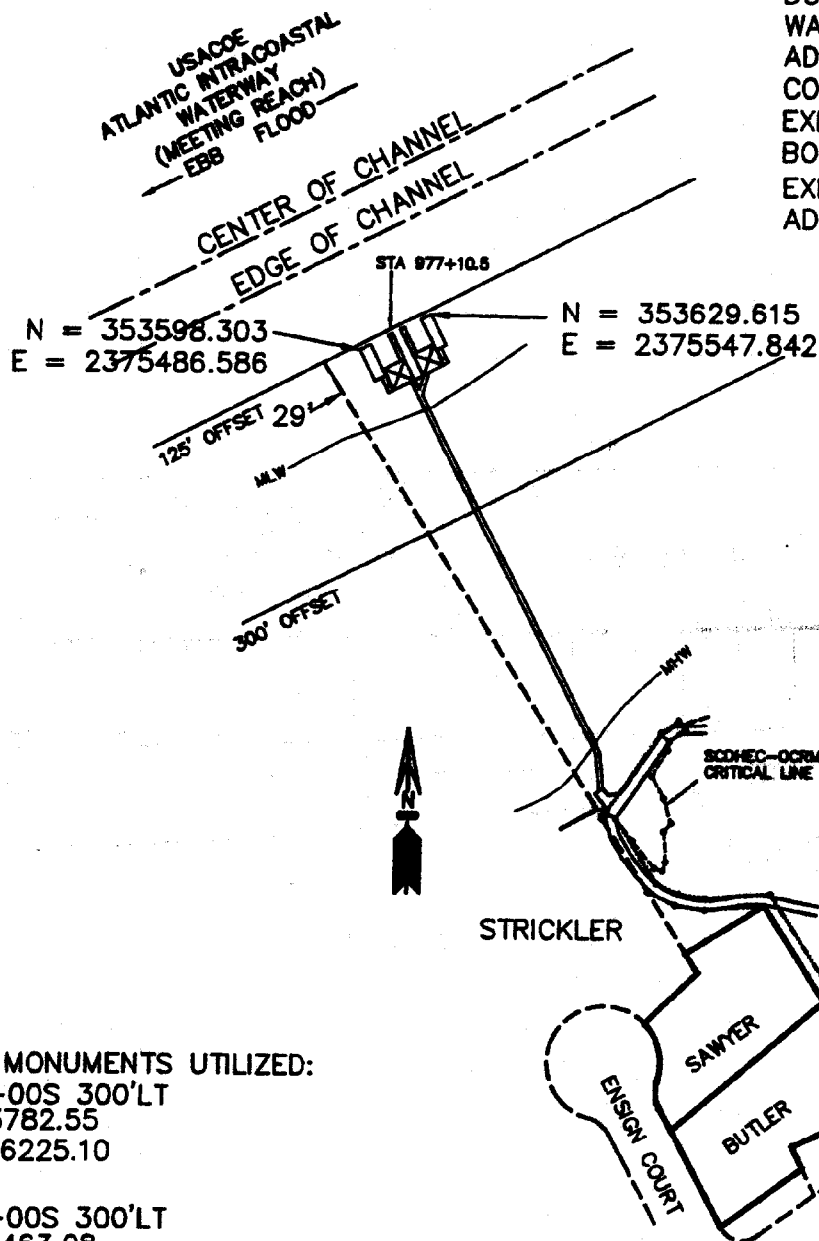 USACOE
ATLANTIC INTRACOASTAL
WATERWAY
(MEETING REACH)
EBB FLOOD
WA
AD
CO
EX
BO
EX
AD
CENTER OF CHANNEL
EDGE OF CHANNEL
STA 977+10.5
N = 353598.303
E = 2375486.586
N = 353629.615
E = 2375547.842
125' OFFSET
29'
MLW
300' OFFSET
MHW
SCDHEC-OCRM
CRITICAL LINE
N
STRICKLER
SAWYER
BUTLER
ENSIGN COURT
MONUMENTS UTILIZED:
-00S 300'LT
5782.55
6225.10
-00S 300'LT